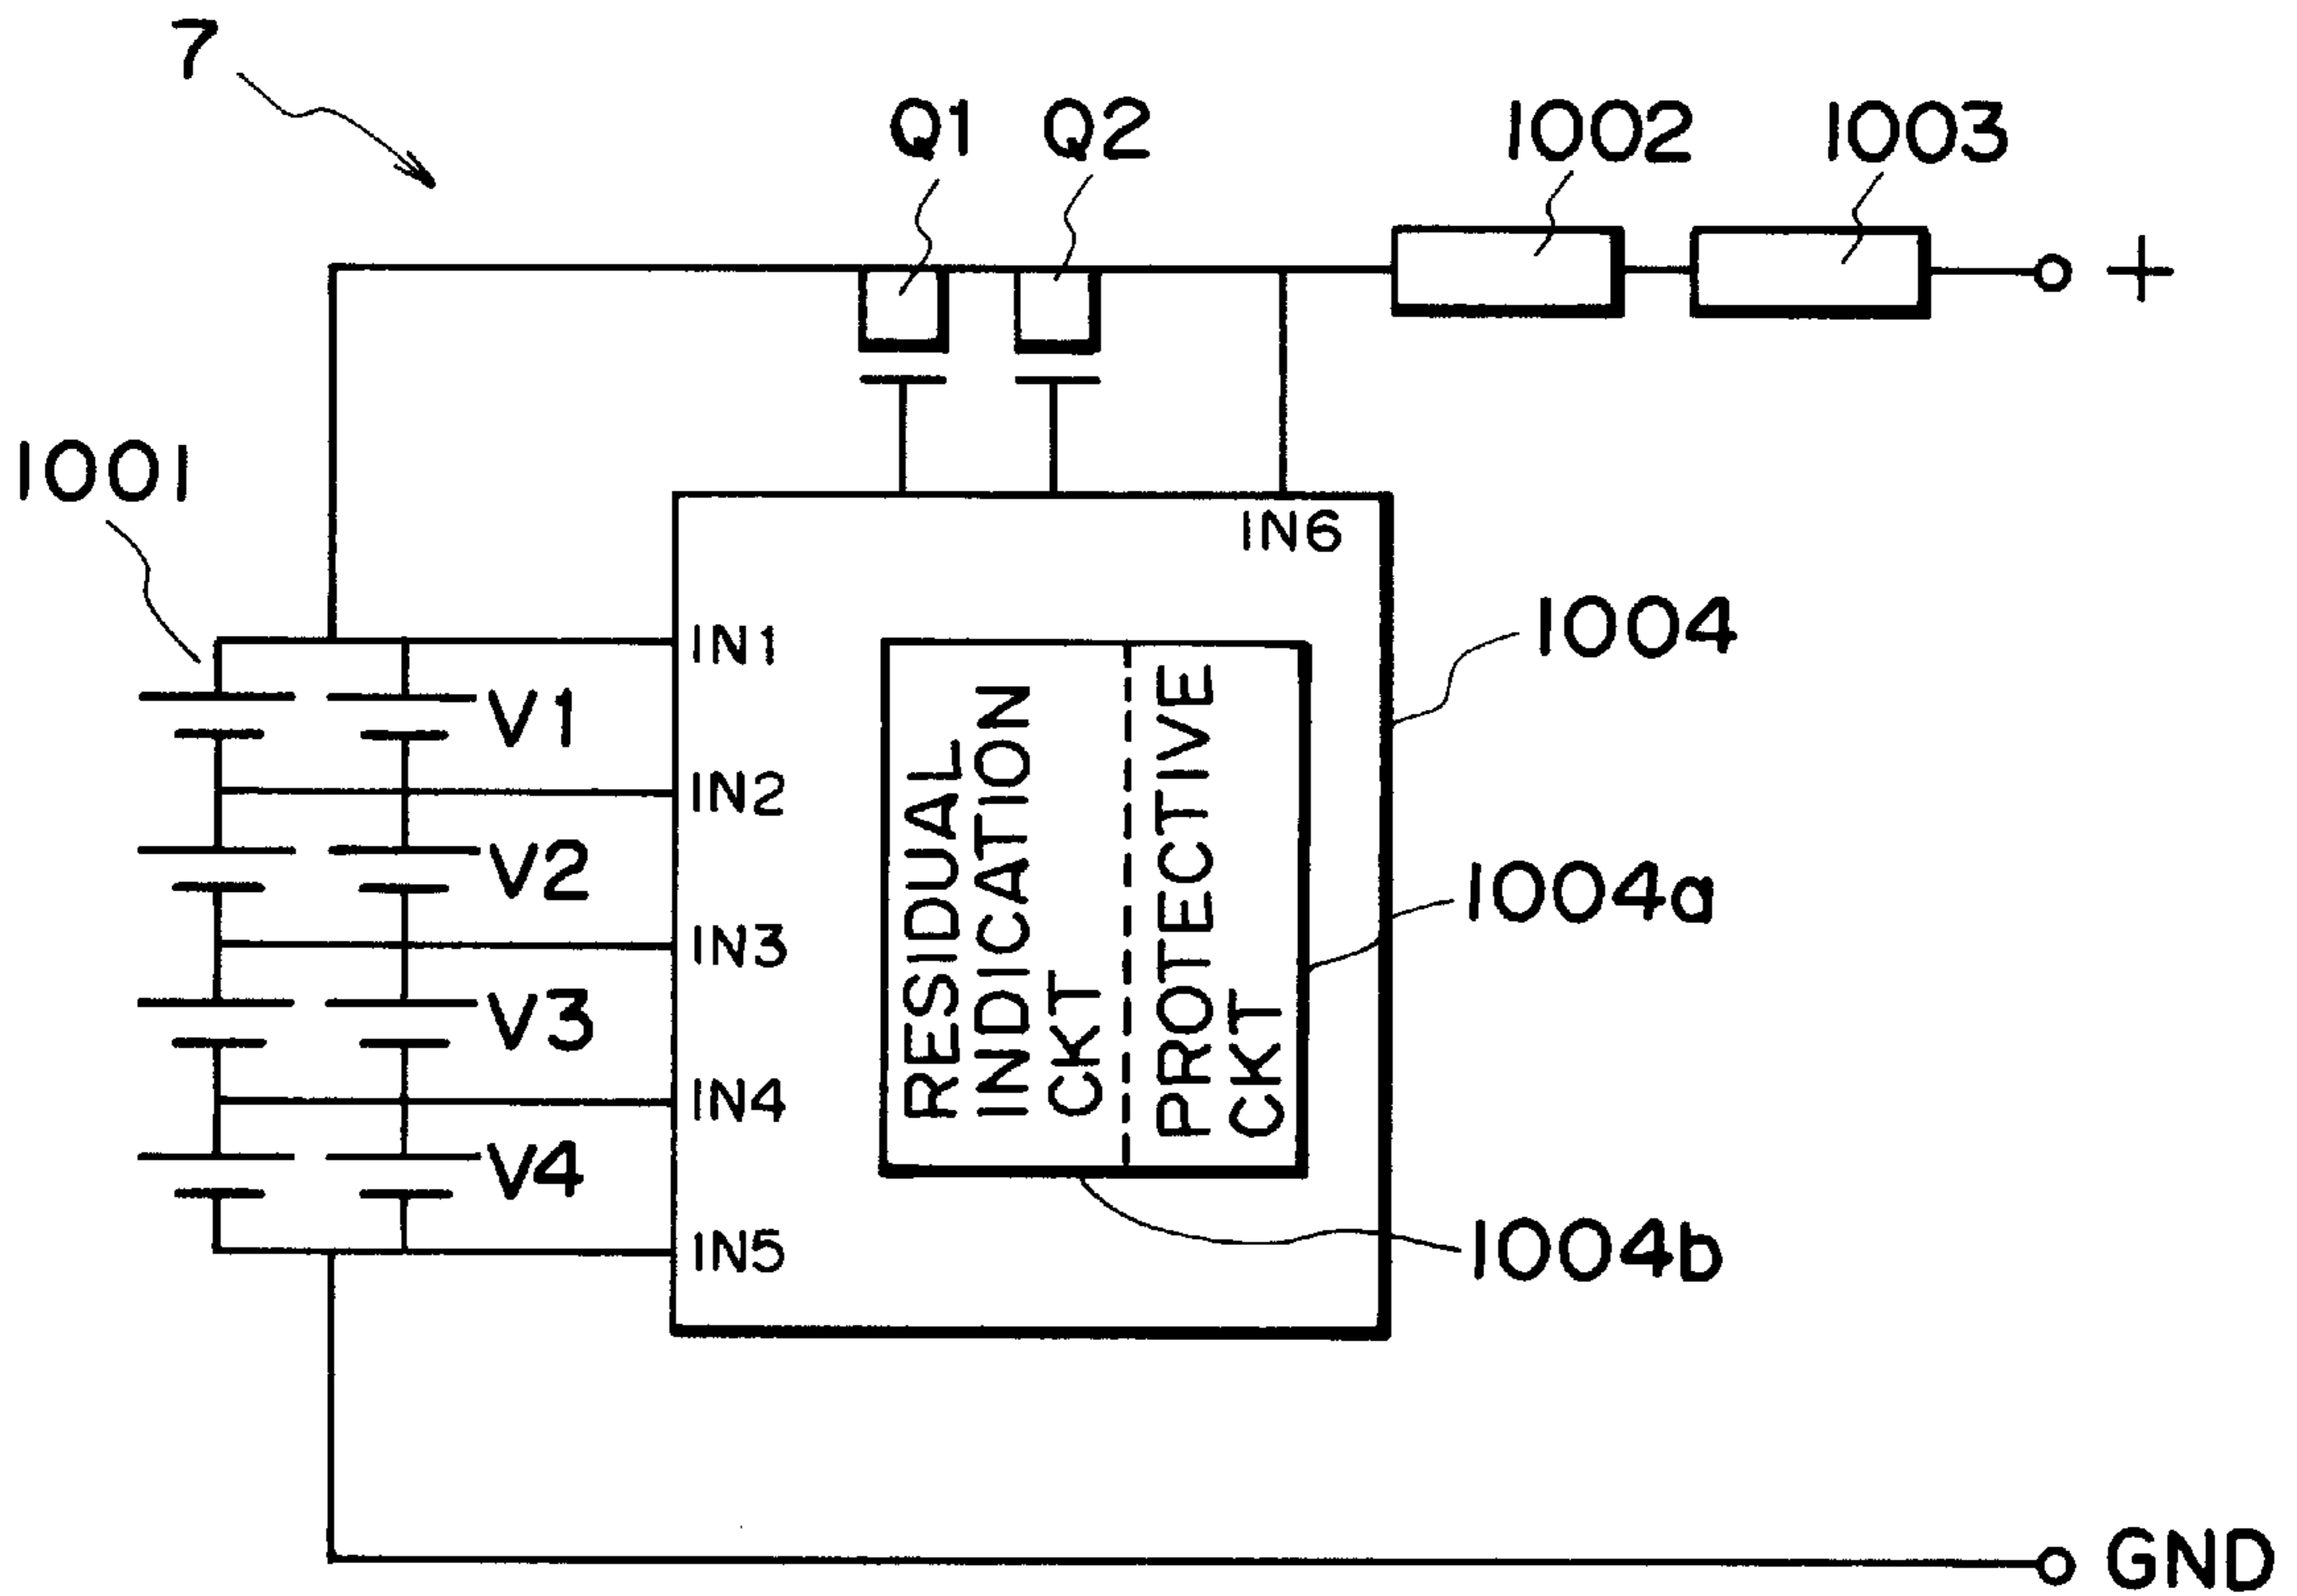 7
Q1
Q2
1002
1003
+
1001
IN6
IN1
1004
V1
IN2
V2
IN3
1004a
V3
IN4
V4
IN5
RESIDUAL
INDICATION
CKT
PROTECTIVE
CKT
1004b
GND